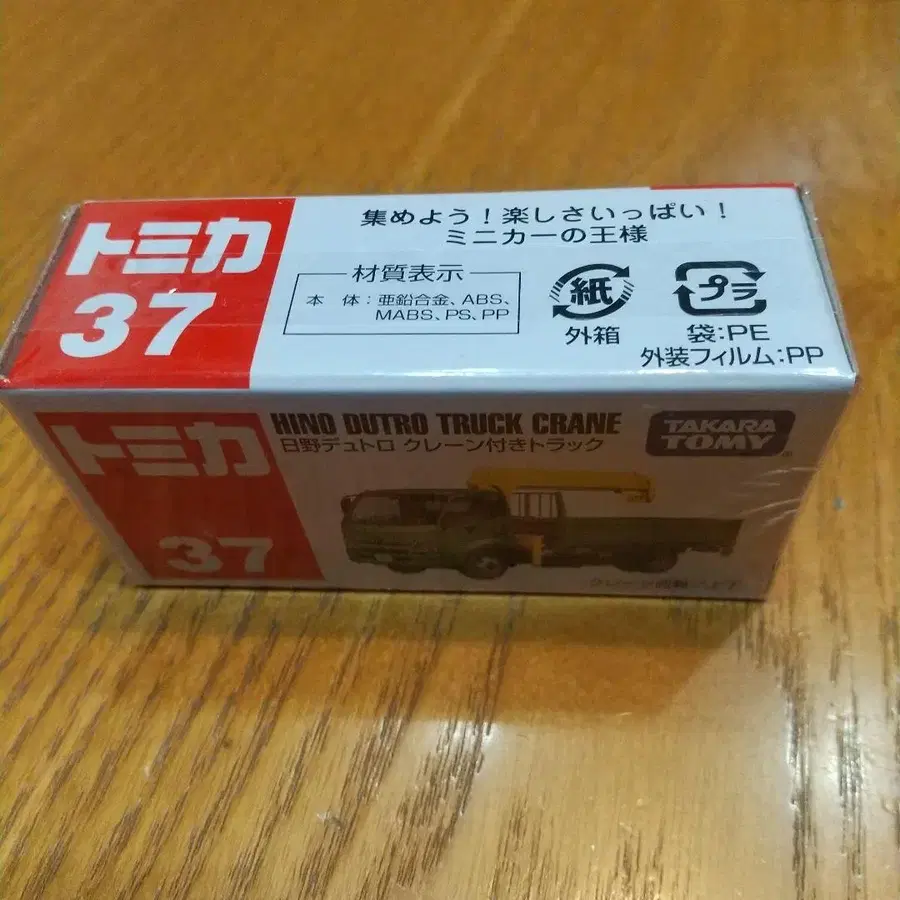 トミカ
37
集めよう！楽しさいっぱい！
ミニカーの王様
材質表示
本 体：亜鉛合金、ABS、
MABS、PS、PP
紙
外箱
プラ
袋：PE
外装フィルム：PP
トミカ
37
HINO DUTRO TRUCK CRANE
日野デュトロ クレーン付きトラック
TAKARA
TOMY